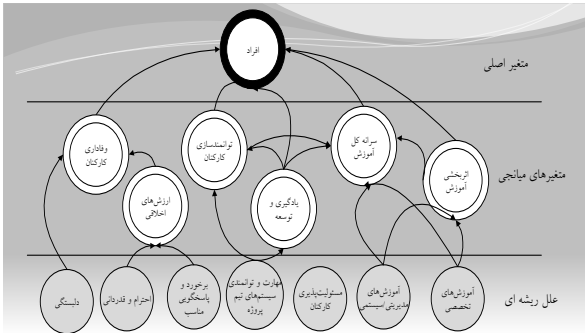 افراد
متغیر اصلی
وفاداری
کارکنان
توانمندسازی
کارکنان
سرانه کل
آموزش
اثربخشی
آموزش
متغیرهای میانجی
ارزش‌های
اخلاقی
یادگیری و
توسعه
دلبستگی
احترام و قدردانی
برخورد و
پاسخگویی
مناسب
مهارت و توانمندی
سیستم‌های تیم
پروژه
مسئولیت‌پذیری
کارکنان
آموزش‌های
مدیریتی/سیستمی
آموزش‌های
تخصصی
علل ریشه ای